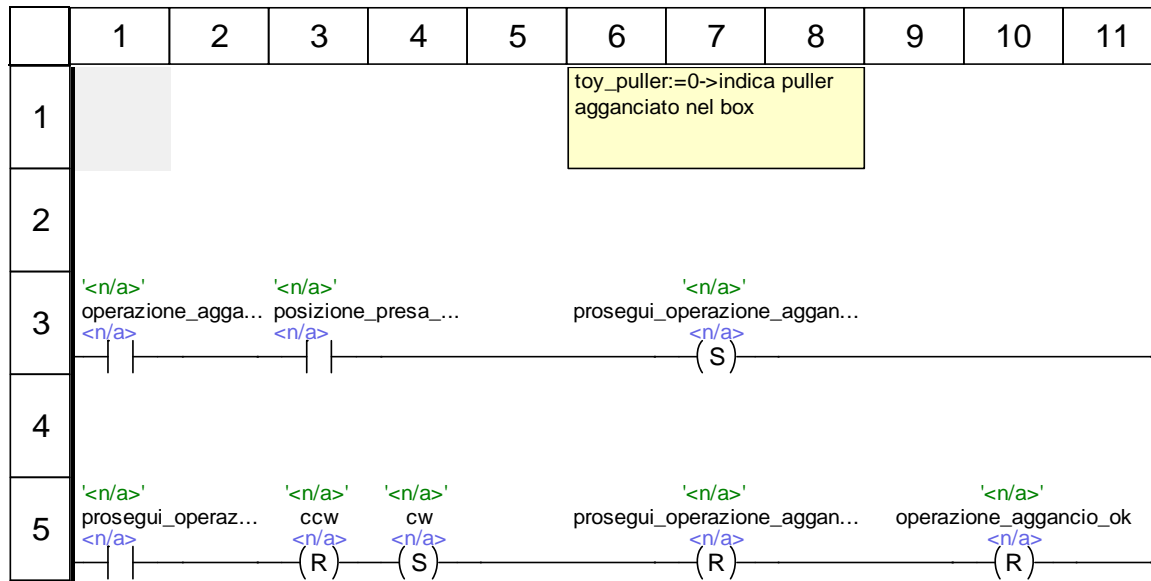 1 2 3 4 5 6 7 8 9 10 11
1
toy_puller:=0->indica puller
agganciato nel box
2
3
'<n/a>' '<n/a>' '<n/a>'
operazione_agga... posizione_presa_... prosegui_operazione_aggan...
<n/a> <n/a> <n/a>
S
4
5
'<n/a>' '<n/a>' '<n/a>' '<n/a>' '<n/a>'
prosegui_operaz... ccw cw prosegui_operazione_aggan... operazione_aggancio_ok
<n/a> <n/a> <n/a> <n/a> <n/a>
R S R R